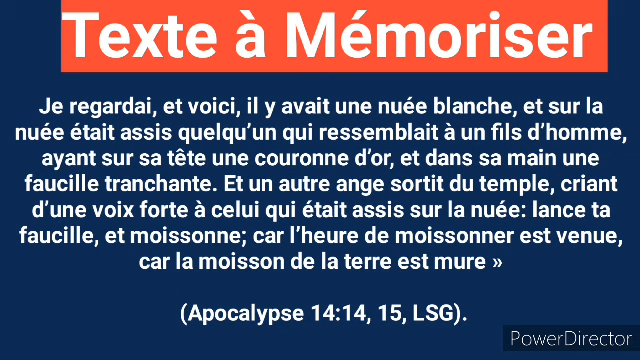 Texte à Mémoriser
Je regardai, et voici, il y avait une nuée blanche, et sur la
nuée était assis quelqu'un qui ressemblait à un fils d'homme,
ayant sur sa tête une couronne d'or, et dans sa main une
faucille tranchante. Et un autre ange sortit du temple, criant
d'une voix forte à celui qui était assis sur la nuée: lance ta
faucille, et moissonne; car l'heure de moissonner est venue,
car la moisson de la terre est mure »
(Apocalypse 14:14, 15, LSG).
PowerDirector